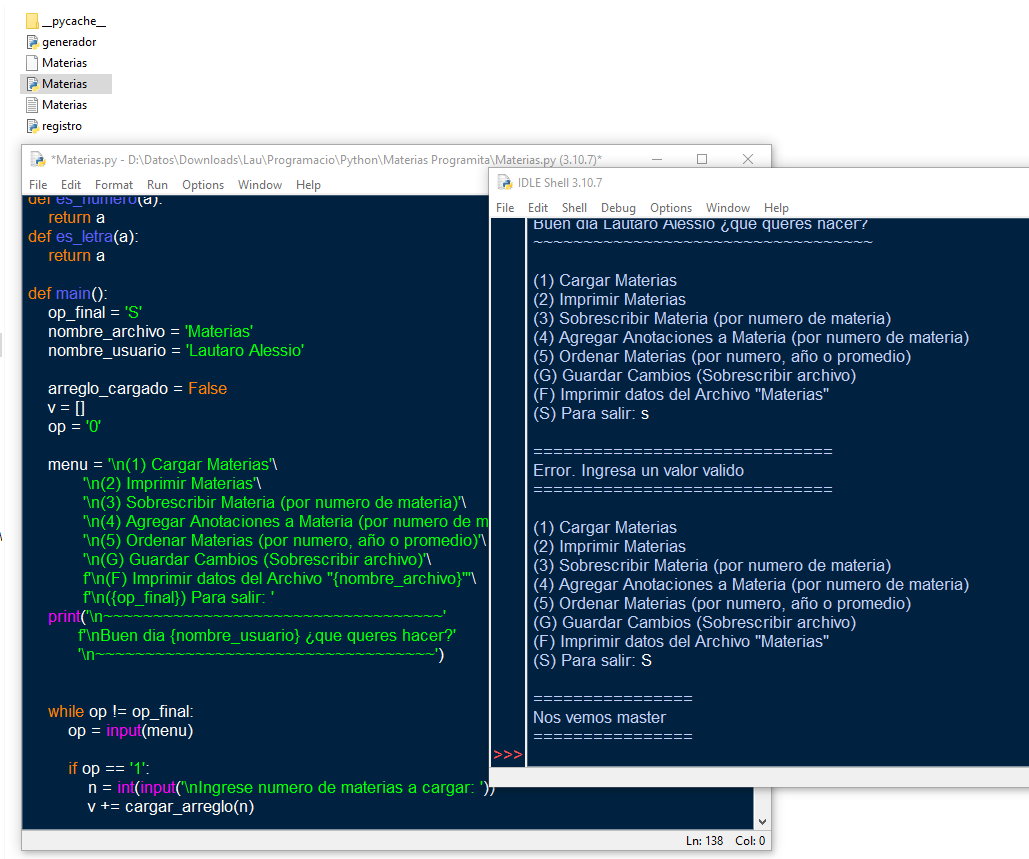 __pycache__
generador
Materias
Materias
Materias
registro
*Materias.py - D:\Datos\Downloads\Lau\Programacio\Python\Materias Programita\Materias.py (3.10.7)*
File Edit Format Run Options Window Help
def es_numero(a):
return a
def es_letra(a):
return a
def main():
op_final = 'S'
nombre_archivo = 'Materias'
nombre_usuario = 'Lautaro Alessio'
arreglo_cargado = False
v = []
op = '0'
menu = '\n(1) Cargar Materias'\
'\n(2) Imprimir Materias'\
'\n(3) Sobrescribir Materia (por numero de materia)'\
'\n(4) Agregar Anotaciones a Materia (por numero de m
'\n(5) Ordenar Materias (por numero, año o promedio)'\
'\n(G) Guardar Cambios (Sobrescribir archivo)'\
f'\n(F) Imprimir datos del Archivo "{nombre_archivo}"'\
f'\n({op_final}) Para salir: '
print('\n~~~~~~~~~~~~~~~~~~~~~~~~~~~~~~~~~~'
f'\nBuen dia {nombre_usuario} ¿que queres hacer?'
'\n~~~~~~~~~~~~~~~~~~~~~~~~~~~~~~~~~~')
while op != op_final:
op = input(menu)
if op == '1':
n = int(input('\nIngrese numero de materias a cargar: '))
v += cargar_arreglo(n)
Ln: 138 Col: 0
IDLE Shell 3.10.7
File Edit Shell Debug Options Window Help
Buen dia Lautaro Alessio ¿que queres hacer?
~~~~~~~~~~~~~~~~~~~~~~~~~~~~~~~~~~
(1) Cargar Materias
(2) Imprimir Materias
(3) Sobrescribir Materia (por numero de materia)
(4) Agregar Anotaciones a Materia (por numero de materia)
(5) Ordenar Materias (por numero, año o promedio)
(G) Guardar Cambios (Sobrescribir archivo)
(F) Imprimir datos del Archivo "Materias"
(S) Para salir: s
==============================
Error. Ingresa un valor valido
==============================
(1) Cargar Materias
(2) Imprimir Materias
(3) Sobrescribir Materia (por numero de materia)
(4) Agregar Anotaciones a Materia (por numero de materia)
(5) Ordenar Materias (por numero, año o promedio)
(G) Guardar Cambios (Sobrescribir archivo)
(F) Imprimir datos del Archivo "Materias"
(S) Para salir: S
================
Nos vemos master
================
>>>